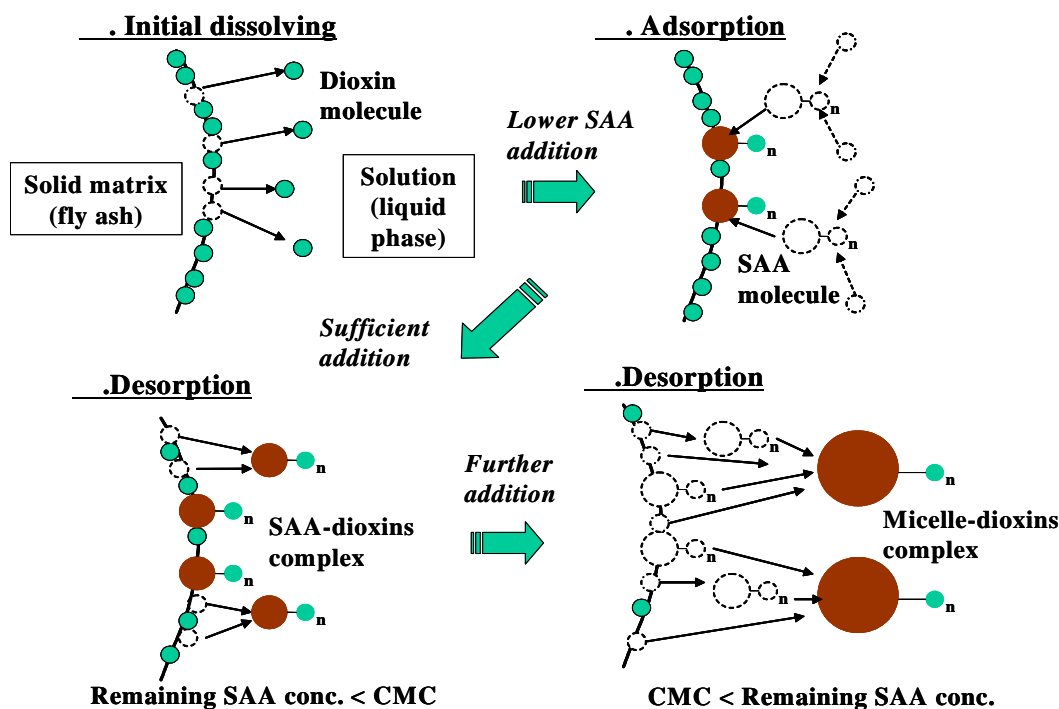 . Initial dissolving
Dioxin
molecule
Solid matrix
(fly ash)
Solution
(liquid
phase)
Lower SAA
addition
. Adsorption
n
n
n
n
SAA
molecule
Sufficient
addition
.Desorption
n
n
SAA-dioxins
complex
n
n
Remaining SAA conc. < CMC
Further
addition
.Desorption
n
n
n
Micelle-dioxins
complex
n
n
n
CMC < Remaining SAA conc.